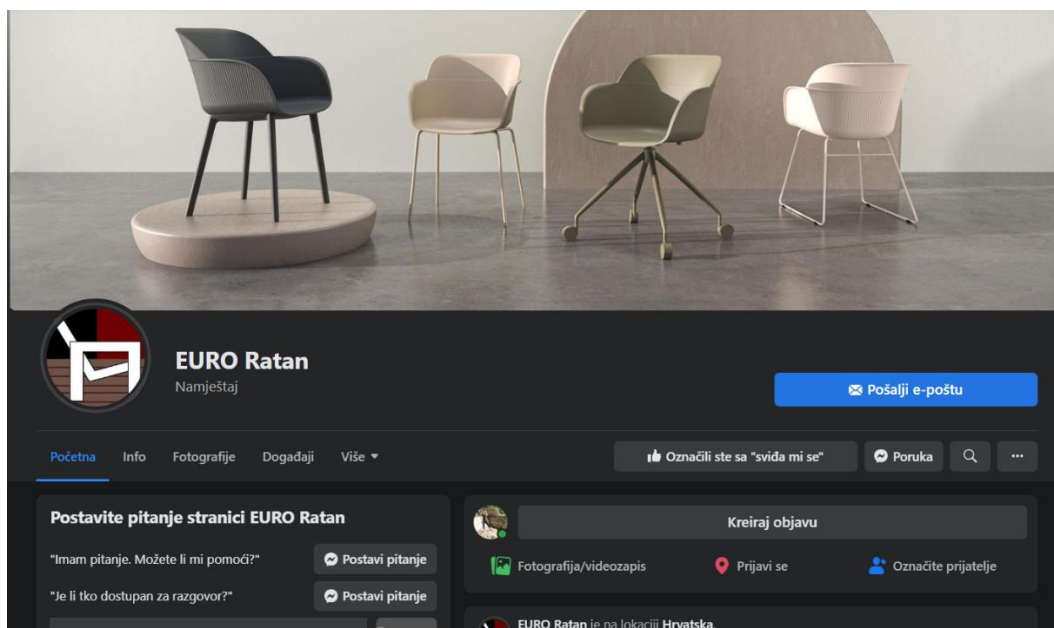 EURO Ratan
Namještaj
Pošalji e-poštu
Početna Info Fotografije Događaji Više
Označili ste sa "sviđa mi se" Poruka
Postavite pitanje stranici EURO Ratan
"Imam pitanje. Možete li mi pomoći?" Postavi pitanje
"Je li tko dostupan za razgovor?" Postavi pitanje
Kreiraj objavu
Fotografija/videozapis Prijavi se Označite prijatelje
EURO Ratan je na lokaciji Hrvatska.